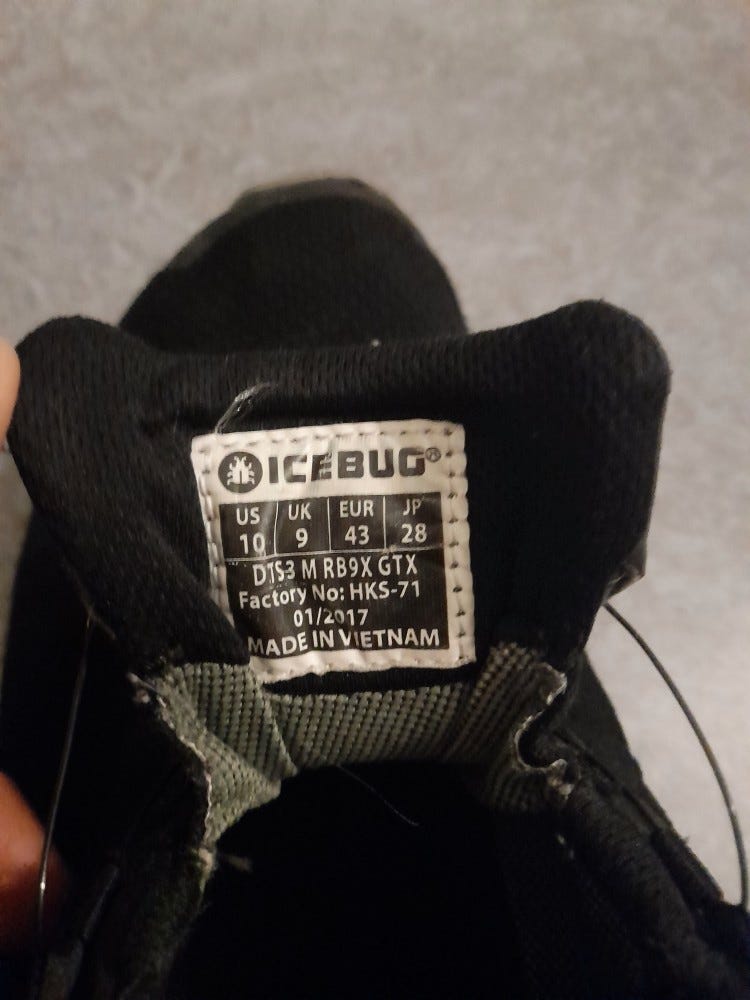 ICEBUG®
US UK EUR JP
10 9 43 28
DTS3 M RB9X GTX
Factory No: HKS-71
01/2017
MADE IN VIETNAM